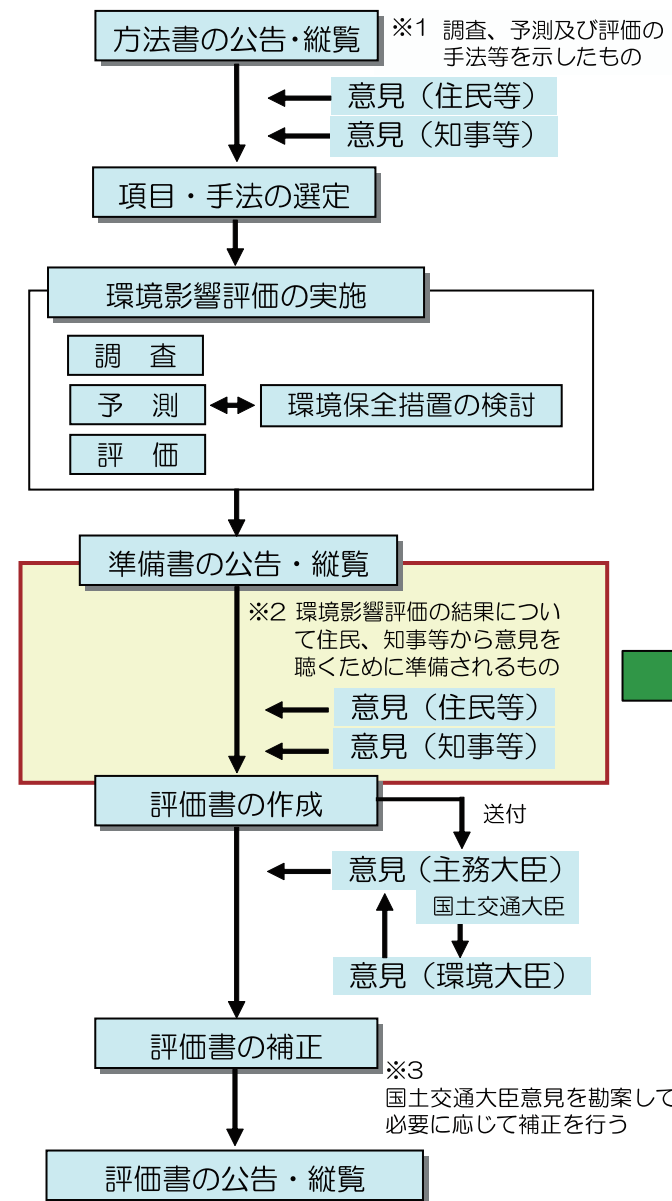 方法書の公告・縦覧
※1 調査、予測及び評価の
手法等を示したもの
意見（住民等）
意見（知事等）
項目・手法の選定
環境影響評価の実施
調　査
予　測
環境保全措置の検討
評　価
準備書の公告・縦覧
※2 環境影響評価の結果につい
て住民、知事等から意見を
聴くために準備されるもの
意見（住民等）
意見（知事等）
評価書の作成
送付
意見（主務大臣）
国土交通大臣
意見（環境大臣）
評価書の補正
※3
国土交通大臣意見を勘案して
必要に応じて補正を行う
評価書の公告・縦覧